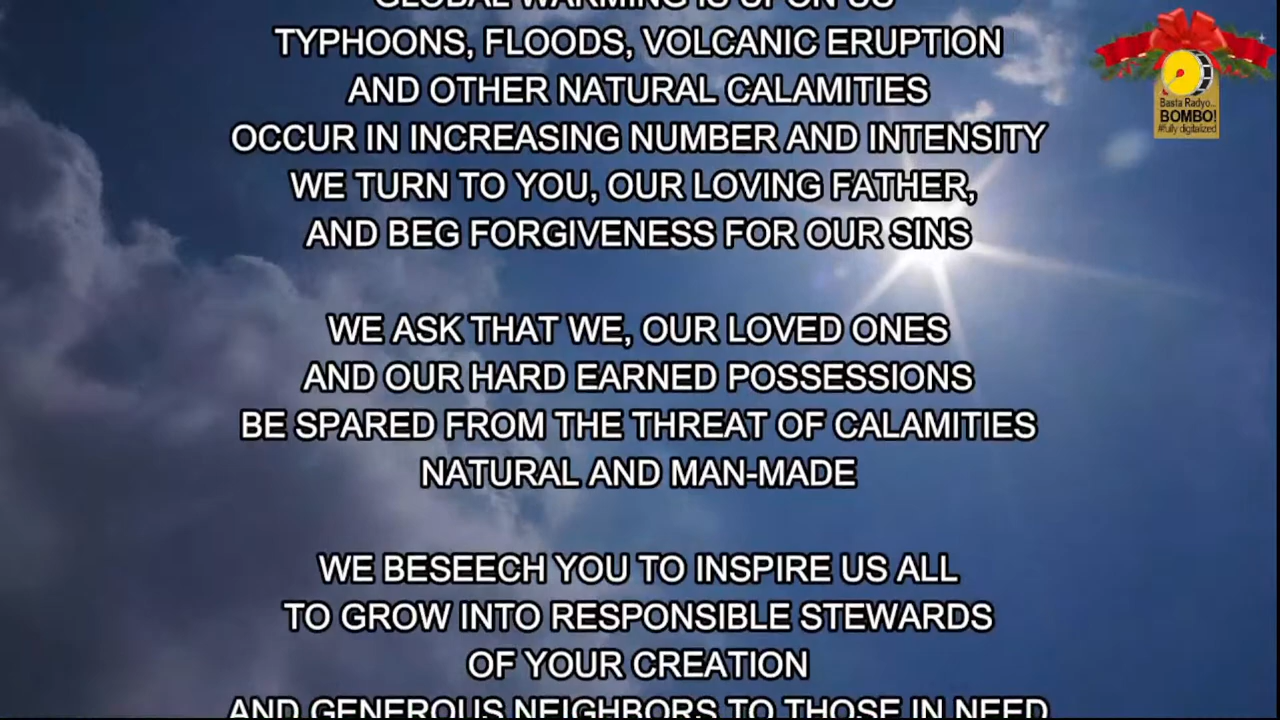 GLOBAL WARMING IS UPON US
TYPHOONS, FLOODS, VOLCANIC ERUPTION
AND OTHER NATURAL CALAMITIES
OCCUR IN INCREASING NUMBER AND INTENSITY
WE TURN TO YOU, OUR LOVING FATHER,
AND BEG FORGIVENESS FOR OUR SINS
WE ASK THAT WE, OUR LOVED ONES
AND OUR HARD EARNED POSSESSIONS
BE SPARED FROM THE THREAT OF CALAMITIES
NATURAL AND MAN-MADE
WE BESEECH YOU TO INSPIRE US ALL
TO GROW INTO RESPONSIBLE STEWARDS
OF YOUR CREATION
AND GENEROUS NEIGHBORS TO THOSE IN NEED
Basta Radyo...
BOMBO!
#fully digitalized